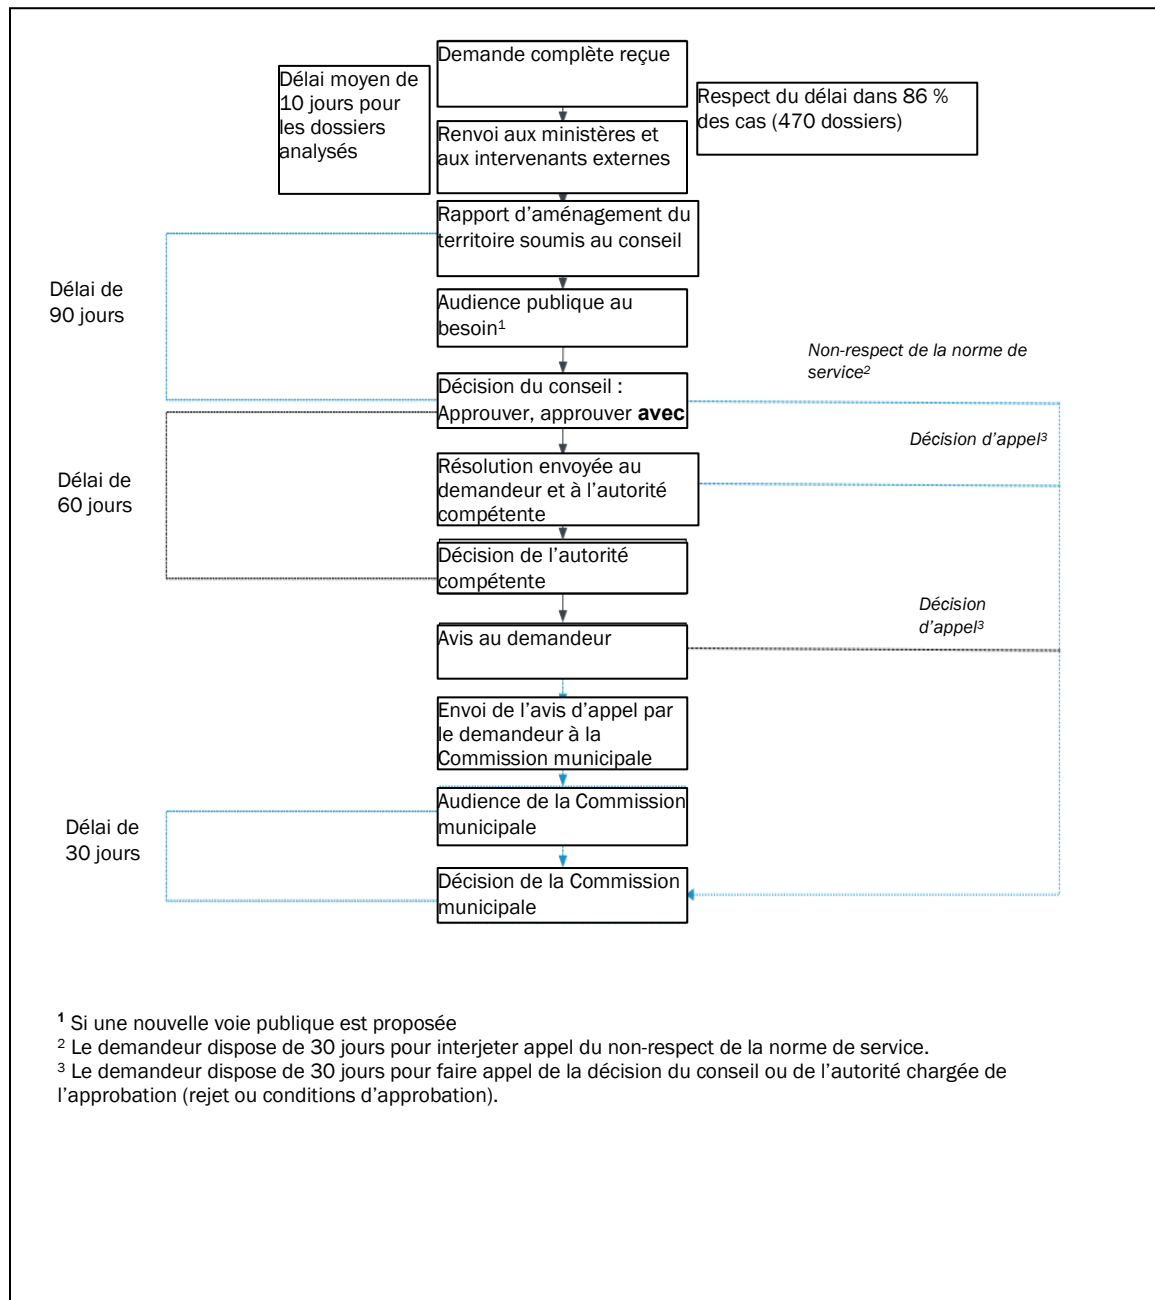 Demande complète reçue
Délai moyen de
10 jours pour
les dossiers
analysés
Respect du délai dans 86 %
des cas (470 dossiers)
Renvoi aux ministères et
aux intervenants externes
Rapport d’aménagement du
territoire soumis au conseil
Délai de
90 jours
Audience publique au
besoin¹
Non-respect de la norme de
service²
Décision du conseil :
Approuver, approuver avec
Décision d’appel³
Délai de
60 jours
Résolution envoyée au
demandeur et à l’autorité
compétente
Décision de l’autorité
compétente
Décision
d’appel³
Avis au demandeur
Envoi de l’avis d’appel par
le demandeur à la
Commission municipale
Audience de la Commission
municipale
Délai de
30 jours
Décision de la Commission
municipale
¹ Si une nouvelle voie publique est proposée
² Le demandeur dispose de 30 jours pour interjeter appel du non-respect de la norme de service.
³ Le demandeur dispose de 30 jours pour faire appel de la décision du conseil ou de l’autorité chargée de
l’approbation (rejet ou conditions d’approbation).